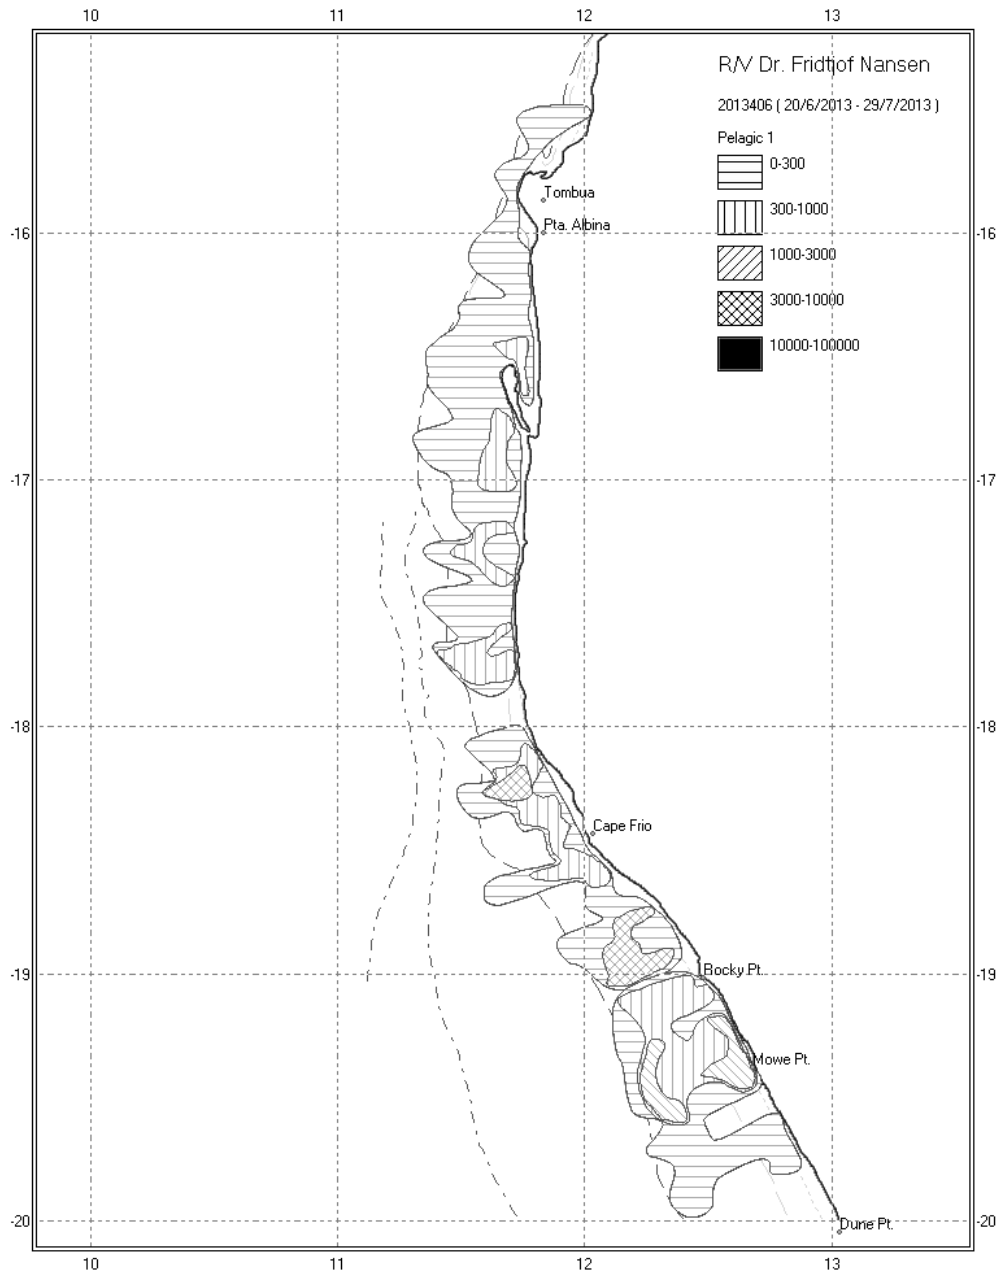 10 11 12 13
R/V Dr. Fridtjof Nansen
2013406 ( 20/6/2013 - 29/7/2013 )
Pelagic 1
0-300
300-1000
1000-3000
3000-10000
10000-100000
Tombua
Pta. Albina
-16 -16
-17 -17
-18 -18
Cape Frio
Rocky Pt.
-19 -19
Mowe Pt.
-20 -20
Dune Pt.
10 11 12 13